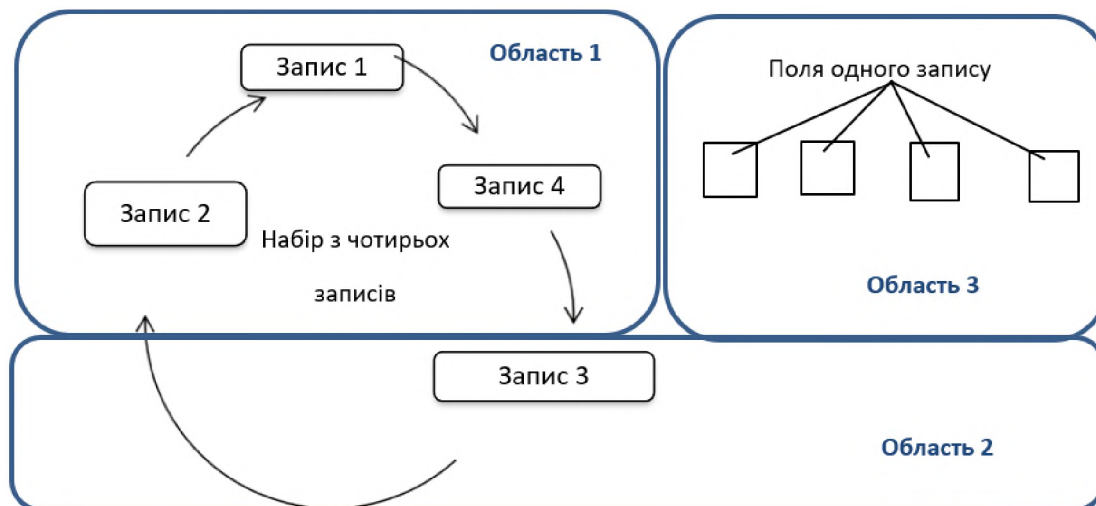 Область 1
Запис 1
Запис 4
Запис 2
Набір з чотирьох
записів
Поля одного запису
Область 3
Запис 3
Область 2